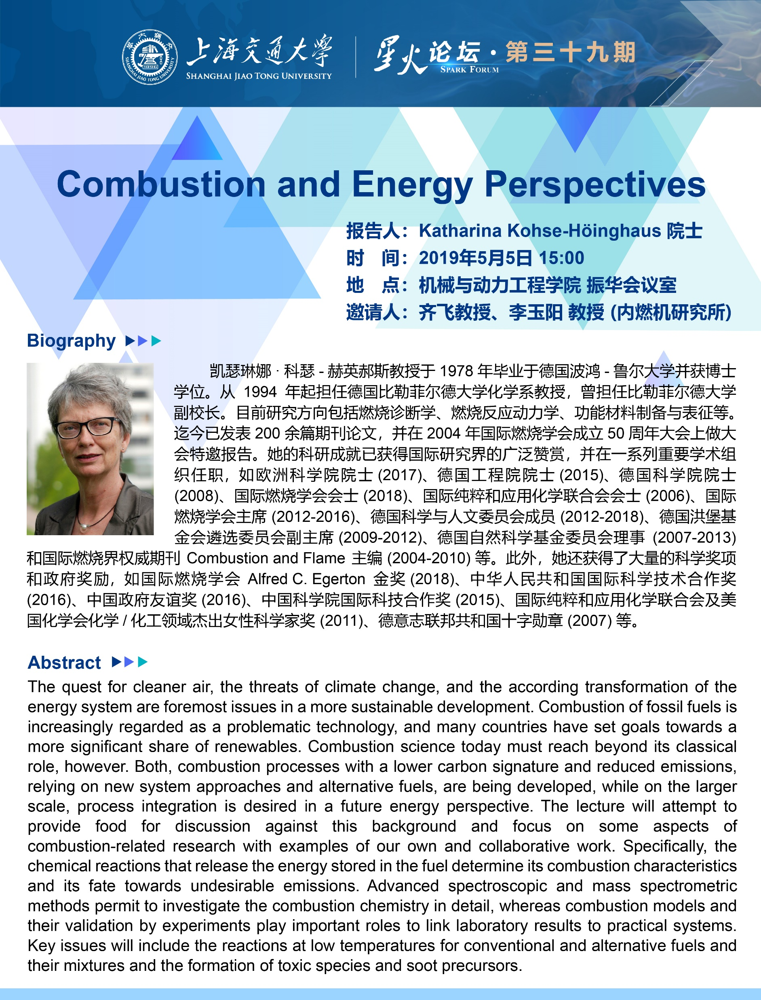 上海交通大學
SHANGHAI JIAO TONG UNIVERSITY
1896
SHANGHAI JIAO TONG UNIVERSITY
星火论坛·第三十九期
SPARK FORUM
Combustion and Energy Perspectives
报告人：Katharina Kohse-Höinghaus 院士
时 间：2019年5月5日 15:00
地 点：机械与动力工程学院 振华会议室
邀请人：齐飞教授、李玉阳 教授 (内燃机研究所)
Biography
凯瑟琳娜 · 科瑟 - 赫英郝斯教授于 1978 年毕业于德国波鸿 - 鲁尔大学并获博士
学位。从 1994 年起担任德国比勒菲尔德大学化学系教授，曾担任比勒菲尔德大学
副校长。目前研究方向包括燃烧诊断学、燃烧反应动力学、功能材料制备与表征等。
迄今已发表 200 余篇期刊论文，并在 2004 年国际燃烧学会成立 50 周年大会上做大
会特邀报告。她的科研成就已获得国际研究界的广泛赞赏，并在一系列重要学术组
织任职，如欧洲科学院院士 (2017)、德国工程院院士 (2015)、德国科学院院士
(2008)、国际燃烧学会会士 (2018)、国际纯粹和应用化学联合会会士 (2006)、国际
燃烧学会主席 (2012-2016)、德国科学与人文委员会成员 (2012-2018)、德国洪堡基
金会遴选委员会副主席 (2009-2012)、德国自然科学基金委员会理事 (2007-2013)
和国际燃烧界权威期刊 Combustion and Flame 主编 (2004-2010) 等。此外，她还获得了大量的科学奖项
和政府奖励，如国际燃烧学会 Alfred C. Egerton 金奖 (2018)、中华人民共和国国际科学技术合作奖
(2016)、中国政府友谊奖 (2016)、中国科学院国际科技合作奖 (2015)、国际纯粹和应用化学联合会及美
国化学会化学 / 化工领域杰出女性科学家奖 (2011)、德意志联邦共和国十字勋章 (2007) 等。
Abstract
The quest for cleaner air, the threats of climate change, and the according transformation of the
energy system are foremost issues in a more sustainable development. Combustion of fossil fuels is
increasingly regarded as a problematic technology, and many countries have set goals towards a
more significant share of renewables. Combustion science today must reach beyond its classical
role, however. Both, combustion processes with a lower carbon signature and reduced emissions,
relying on new system approaches and alternative fuels, are being developed, while on the larger
scale, process integration is desired in a future energy perspective. The lecture will attempt to
provide food for discussion against this background and focus on some aspects of
combustion-related research with examples of our own and collaborative work. Specifically, the
chemical reactions that release the energy stored in the fuel determine its combustion characteristics
and its fate towards undesirable emissions. Advanced spectroscopic and mass spectrometric
methods permit to investigate the combustion chemistry in detail, whereas combustion models and
their validation by experiments play important roles to link laboratory results to practical systems.
Key issues will include the reactions at low temperatures for conventional and alternative fuels and
their mixtures and the formation of toxic species and soot precursors.